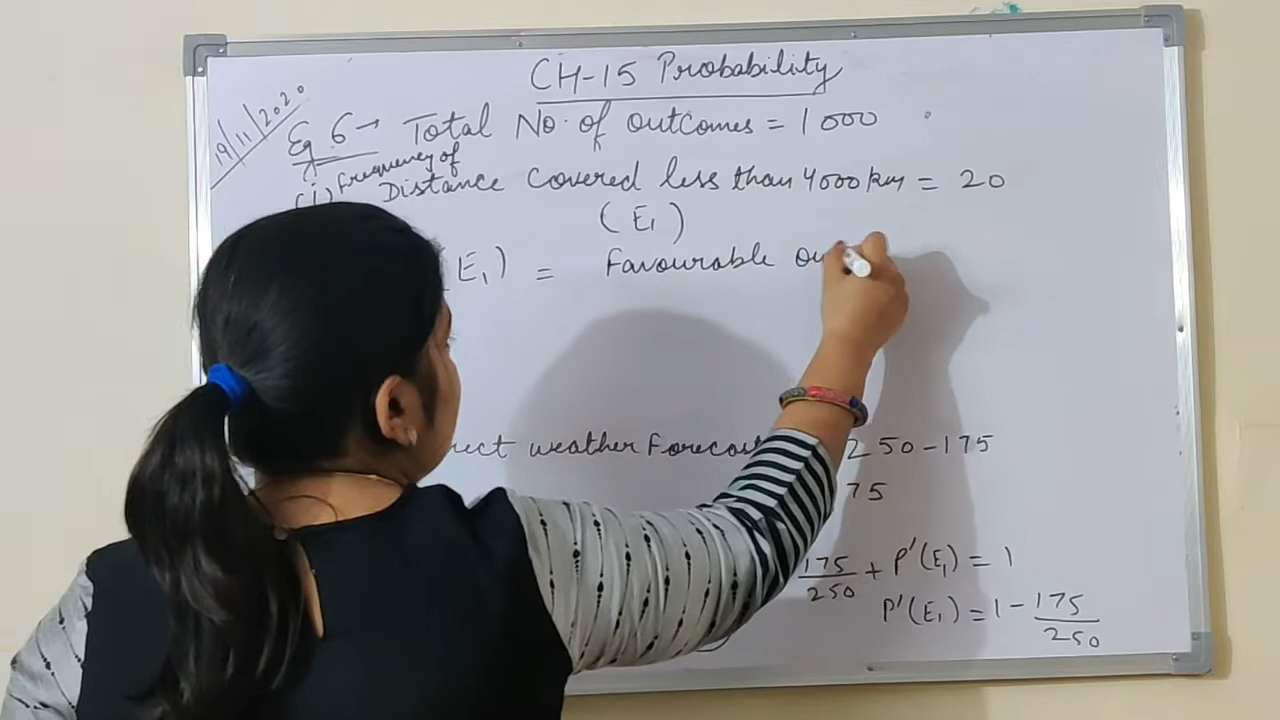 CH-15 Probability
19/11/2020
Eg 6→ Total No. of outcomes = 1000
(i) Frequency of Distance covered less than 4000 km = 20
(E₁)
(E₁) = Favourable
weather Forecast 250-175
75
175/250 + P'(E₁) = 1
P'(E₁) = 1 - 175/250